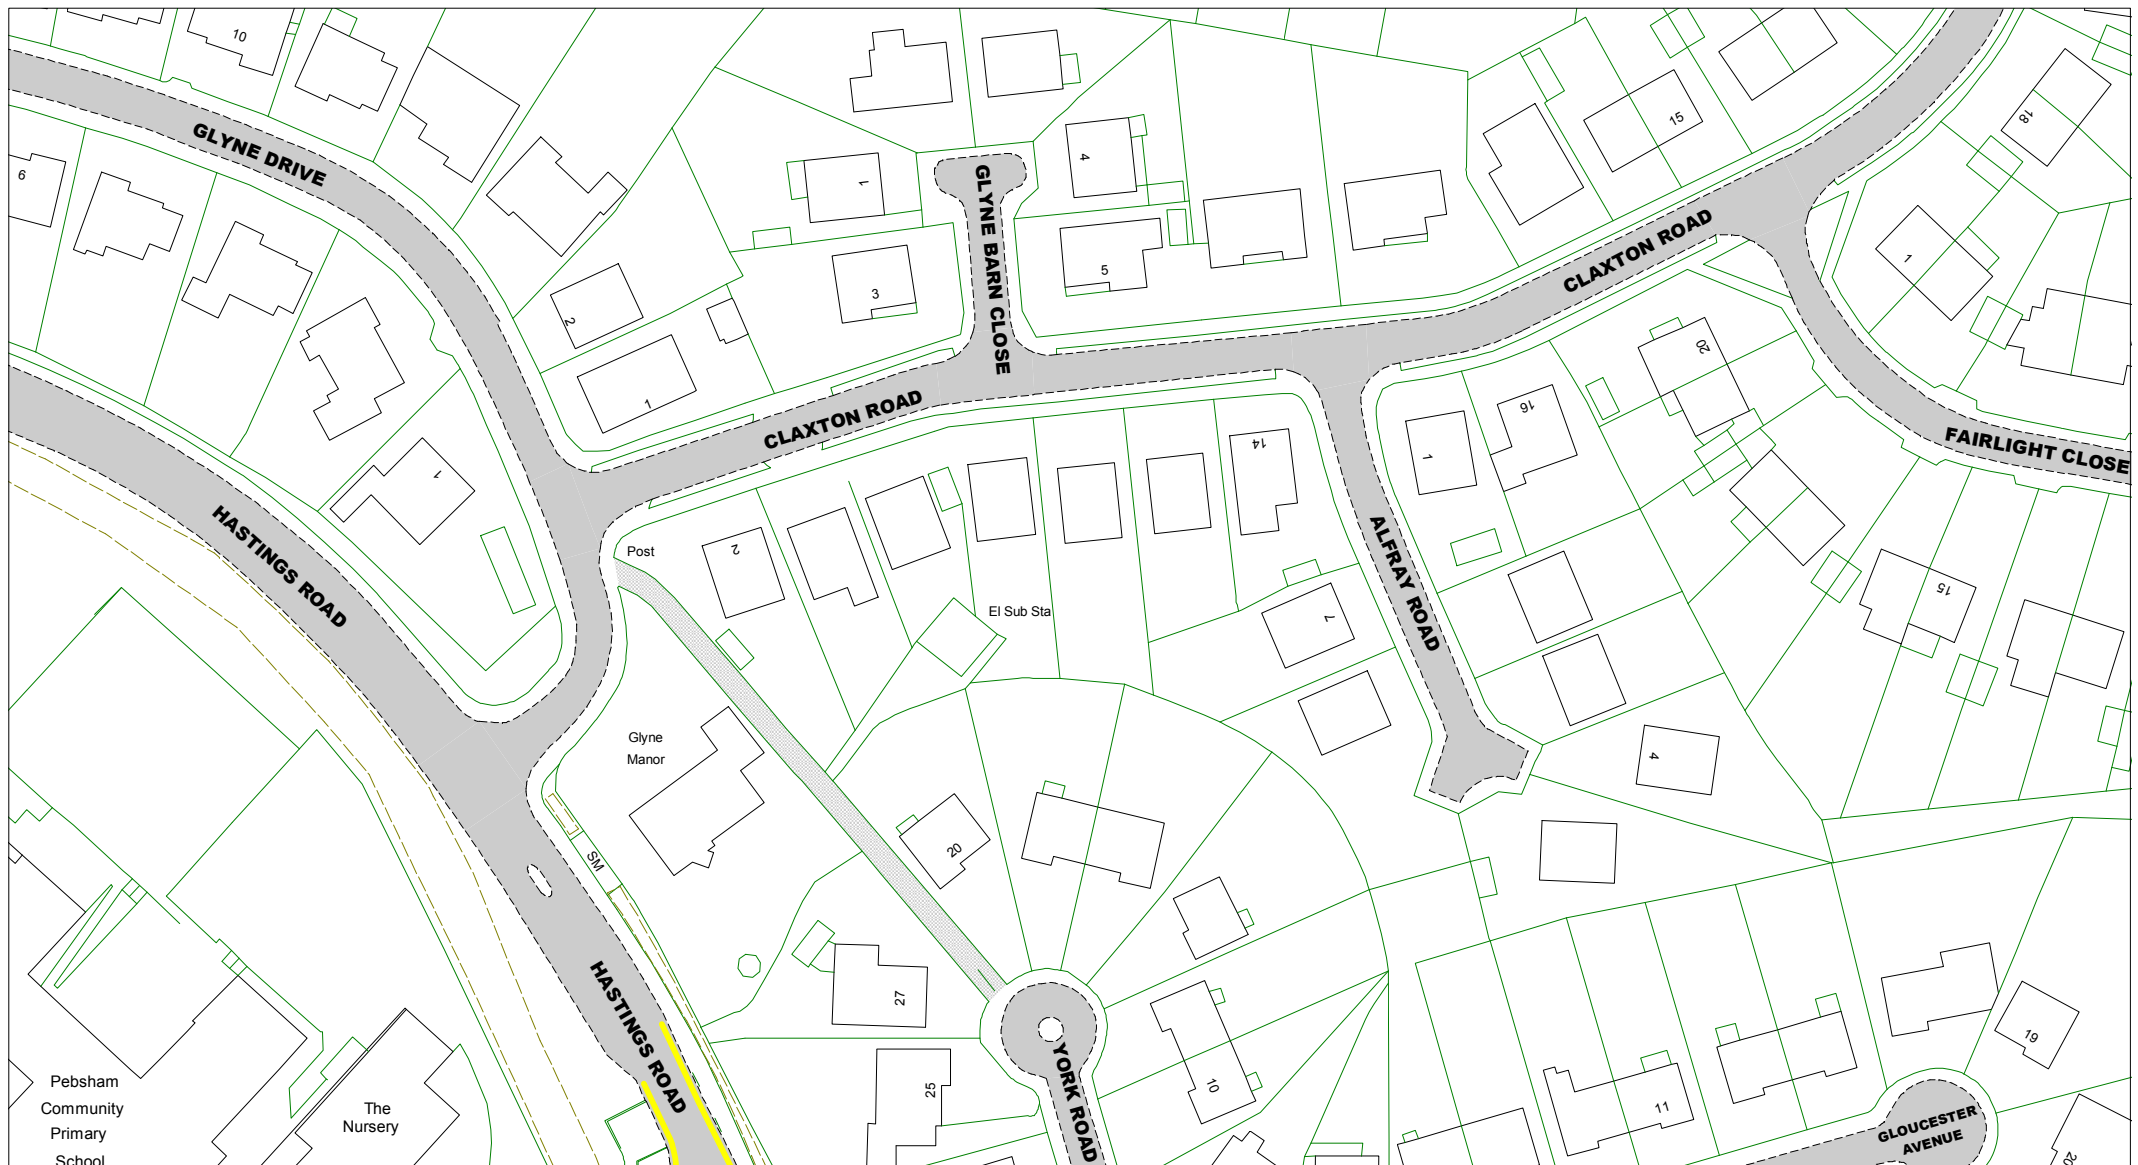 10
GLYNE DRIVE
6
15
18
4
1
GLYNE BARN CLOSE
CLAXTON ROAD
1
5
3
2
20
1
CLAXTON ROAD
16
14
1
FAIRLIGHT CLOSE
1
HASTINGS ROAD
Post
2
ALFRAY ROAD
El Sub Sta
7
15
Glyne
Manor
4
20
SM
27
HASTINGS ROAD
YORK ROAD
19
Pebsham
Community
Primary
School
The
Nursery
25
10
11
GLOUCESTER
AVENUE
20